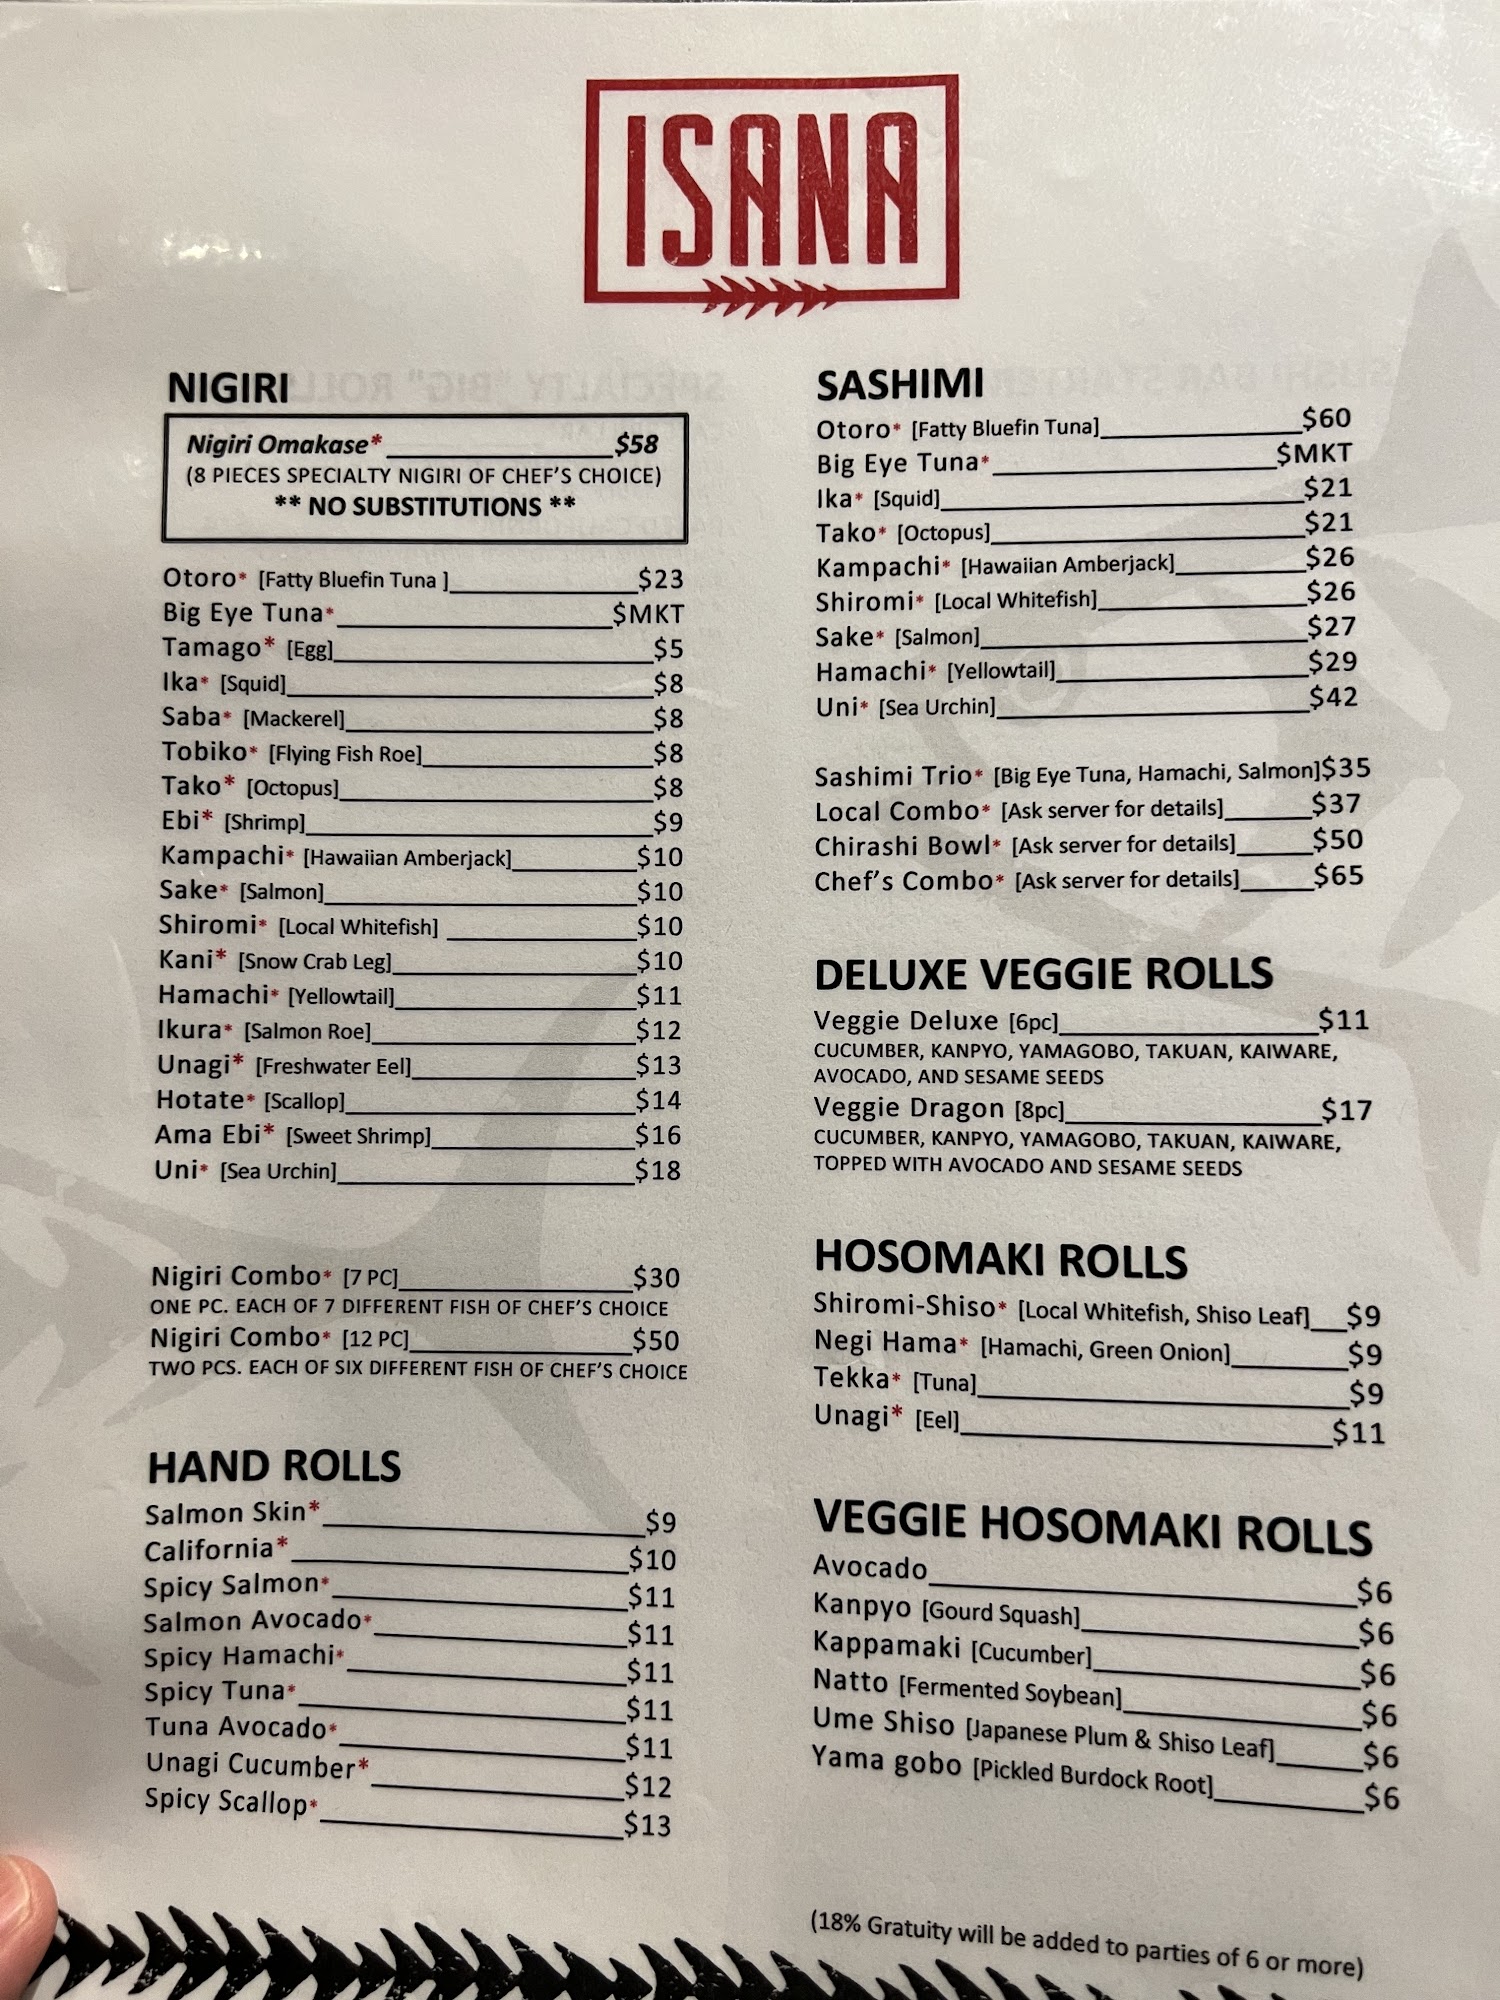 ISANA
NIGIRI
Nigiri Omakase* $58
(8 PIECES SPECIALTY NIGIRI OF CHEF'S CHOICE)
** NO SUBSTITUTIONS **
Otoro* [Fatty Bluefin Tuna ] $23
Big Eye Tuna* $MKT
Tamago* [Egg] $5
Ika* [Squid] $8
Saba* [Mackerel] $8
Tobiko* [Flying Fish Roe] $8
Tako* [Octopus] $8
Ebi* [Shrimp] $9
Kampachi* [Hawaiian Amberjack] $10
Sake* [Salmon] $10
Shiromi* [Local Whitefish] $10
Kani* [Snow Crab Leg] $10
Hamachi* [Yellowtail] $11
Ikura* [Salmon Roe] $12
Unagi* [Freshwater Eel] $13
Hotate* [Scallop] $14
Ama Ebi* [Sweet Shrimp] $16
Uni* [Sea Urchin] $18
Nigiri Combo* [7 PC] $30
ONE PC. EACH OF 7 DIFFERENT FISH OF CHEF'S CHOICE
Nigiri Combo* [12 PC] $50
TWO PCS. EACH OF SIX DIFFERENT FISH OF CHEF'S CHOICE
HAND ROLLS
Salmon Skin* $9
California* $10
Spicy Salmon* $11
Salmon Avocado* $11
Spicy Hamachi* $11
Spicy Tuna* $11
Tuna Avocado* $11
Unagi Cucumber* $12
Spicy Scallop* $13
SASHIMI
Otoro* [Fatty Bluefin Tuna] $60
Big Eye Tuna* $MKT
Ika* [Squid] $21
Tako* [Octopus] $21
Kampachi* [Hawaiian Amberjack] $26
Shiromi* [Local Whitefish] $26
Sake* [Salmon] $27
Hamachi* [Yellowtail] $29
Uni* [Sea Urchin] $42
Sashimi Trio* [Big Eye Tuna, Hamachi, Salmon]$35
Local Combo* [Ask server for details] $37
Chirashi Bowl* [Ask server for details] $50
Chef's Combo* [Ask server for details] $65
DELUXE VEGGIE ROLLS
Veggie Deluxe [6pc] $11
CUCUMBER, KANPYO, YAMAGOBO, TAKUAN, KAIWARE,
AVOCADO, AND SESAME SEEDS
Veggie Dragon [8pc] $17
CUCUMBER, KANPYO, YAMAGOBO, TAKUAN, KAIWARE,
TOPPED WITH AVOCADO AND SESAME SEEDS
HOSOMAKI ROLLS
Shiromi-Shiso* [Local Whitefish, Shiso Leaf] $9
Negi Hama* [Hamachi, Green Onion] $9
Tekka* [Tuna] $9
Unagi* [Eel] $11
VEGGIE HOSOMAKI ROLLS
Avocado $6
Kanpyo [Gourd Squash] $6
Kappamaki [Cucumber] $6
Natto [Fermented Soybean] $6
Ume Shiso [Japanese Plum & Shiso Leaf] $6
Yama gobo [Pickled Burdock Root] $6
(18% Gratuity will be added to parties of 6 or more)